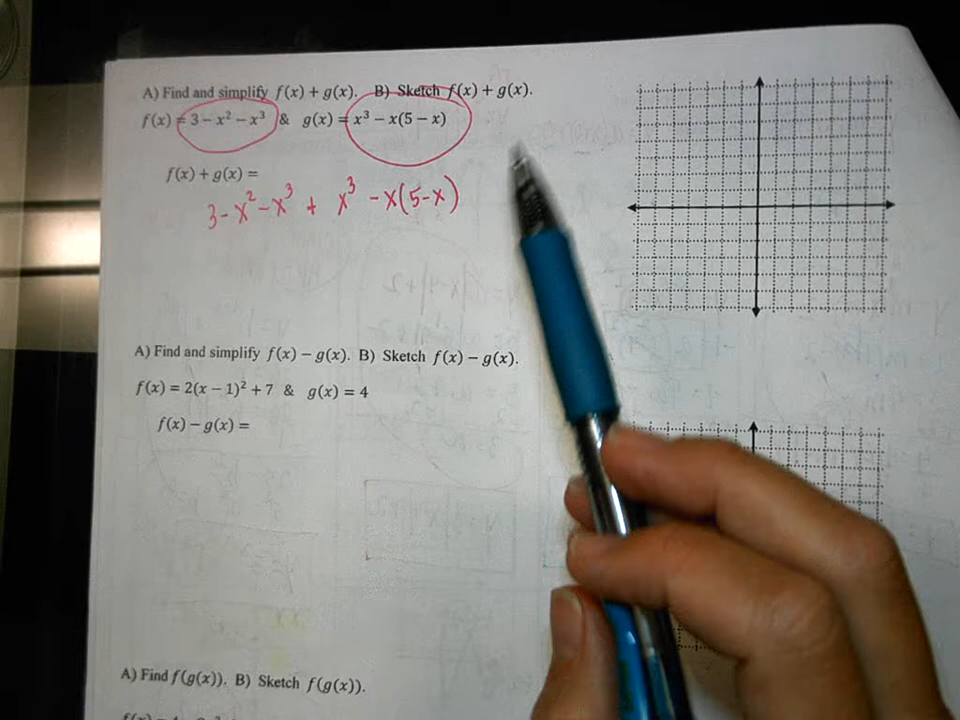 A) Find and simplify f(x) + g(x). B) Sketch f(x) + g(x).
f(x) = 3 − x² − x³ & g(x) = x³ − x(5 − x)
f(x) + g(x) =
3 - x² - x³ + x³ - x(5-x)
A) Find and simplify f(x) − g(x). B) Sketch f(x) − g(x).
f(x) = 2(x − 1)² + 7 & g(x) = 4
f(x) − g(x) =
A) Find f(g(x)). B) Sketch f(g(x)).